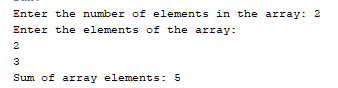 Enter the number of elements in the array: 2
Enter the elements of the array:
2
3
Sum of array elements: 5